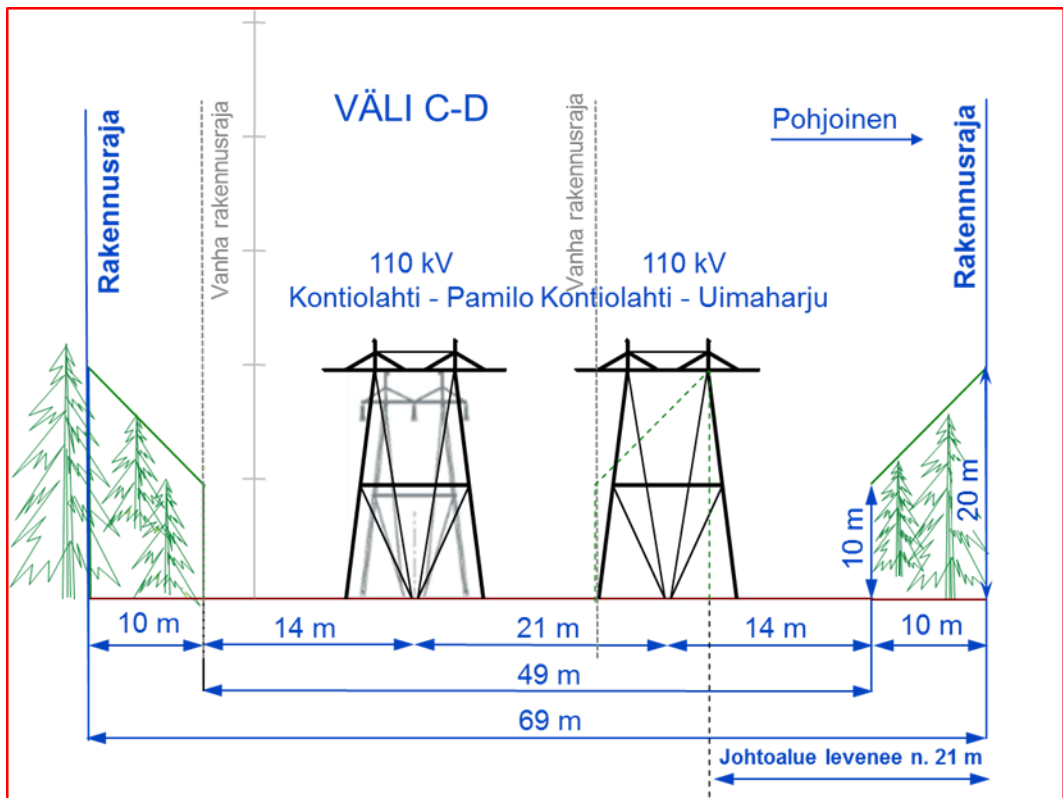 VÄLI C-D
Pohjoinen
Rakennusraja
Vanha rakennusraja
Vanha rakennusraja
Rakennusraja
110 kV
Kontiolahti - Pamilo
110 kV
Kontiolahti - Uimaharju
10 m
20 m
10 m
14 m
21 m
14 m
10 m
49 m
69 m
Johtoalue levenee n. 21 m